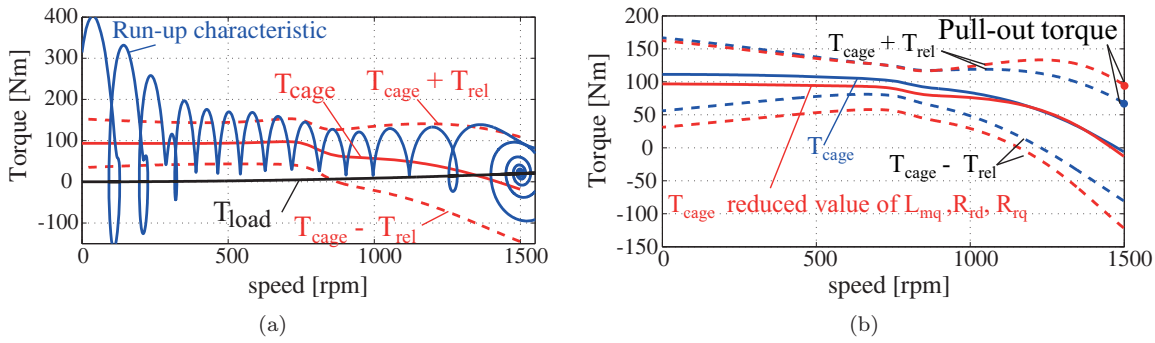 400
300
200
100
0
-100
Torque [Nm]
0
500
1000
1500
speed [rpm]
Run-up characteristic
T_cage
T_cage + T_rel
T_load
T_cage - T_rel
(a)
200
150
100
50
0
-50
-100
-150
Torque [Nm]
0
500
1000
1500
speed [rpm]
Pull-out torque
T_cage + T_rel
T_cage
T_cage - T_rel
T_cage reduced value of L_mq ,R_rd, R_rq
(b)